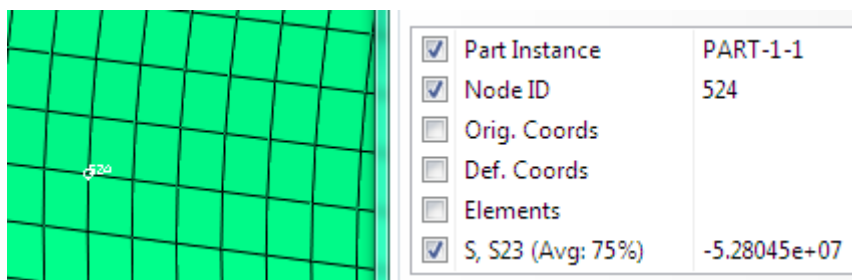 524
Part Instance PART-1-1
Node ID 524
Orig. Coords
Def. Coords
Elements
S, S23 (Avg: 75%) -5.28045e+07